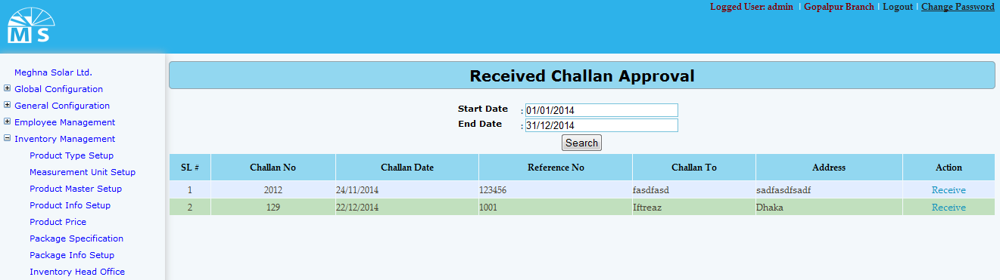 Logged User: admin | Gopalpur Branch | Logout | Change Password
MS
Meghna Solar Ltd.
Global Configuration
General Configuration
Employee Management
Inventory Management
Product Type Setup
Measurement Unit Setup
Product Master Setup
Product Info Setup
Product Price
Package Specification
Package Info Setup
Inventory Head Office
Received Challan Approval
Start Date : 01/01/2014
End Date : 31/12/2014
Search
SL # Challan No Challan Date Reference No Challan To Address Action
1 2012 24/11/2014 123456 fasdfasd sadfasdfsadf Receive
2 129 22/12/2014 1001 Iftreaz Dhaka Receive